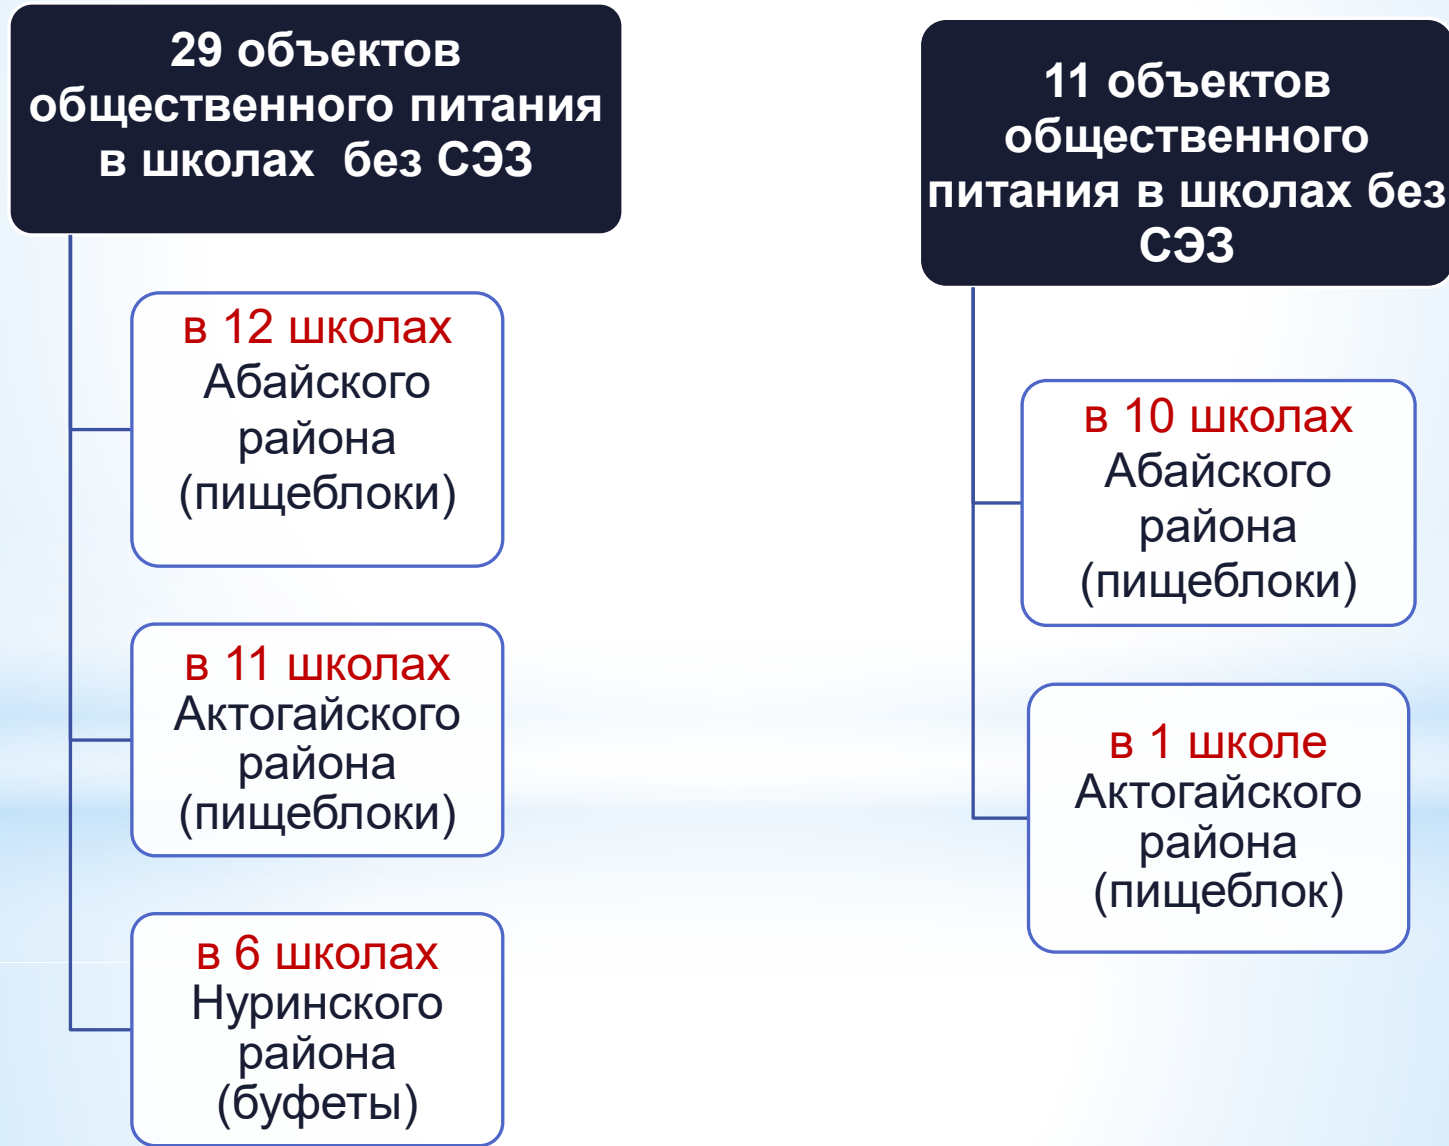 29 объектов
общественного питания
в школах без СЭЗ
в 12 школах
Абайского
района
(пищеблоки)
в 11 школах
Актогайского
района
(пищеблоки)
в 6 школах
Нуринского
района
(буфеты)
11 объектов
общественного
питания в школах без
СЭЗ
в 10 школах
Абайского
района
(пищеблоки)
в 1 школе
Актогайского
района
(пищеблок)